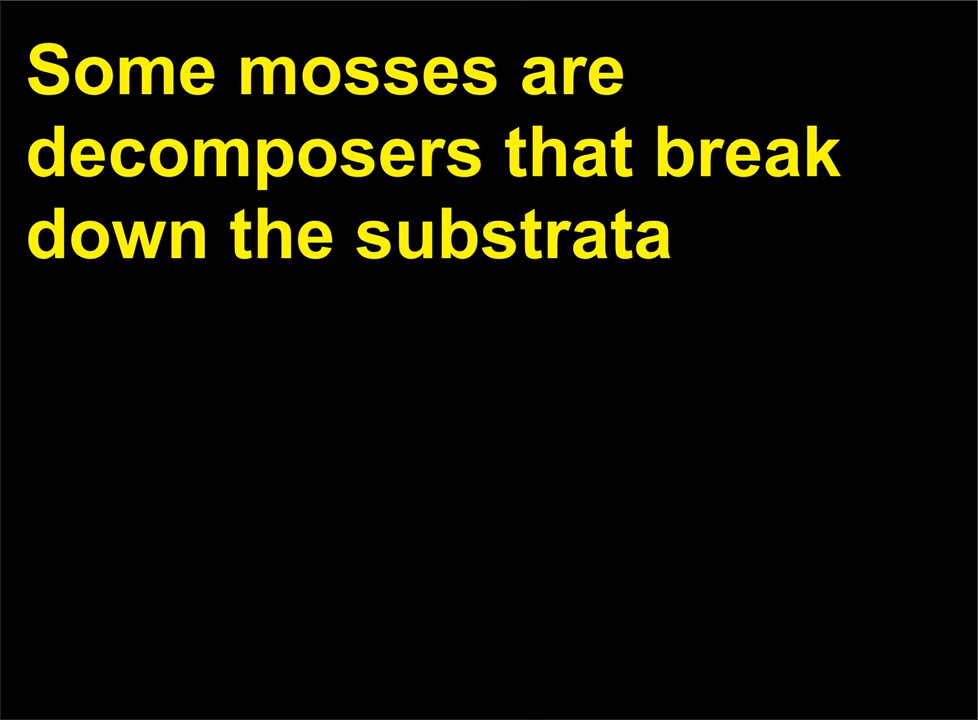 Some mosses are
decomposers that break
down the substrata